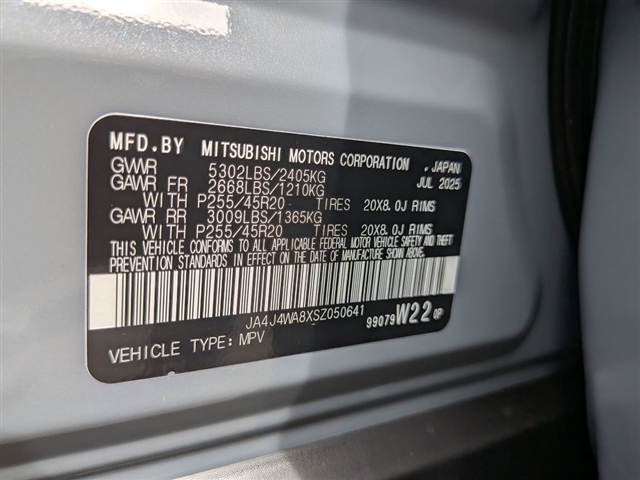 MFD.BY MITSUBISHI MOTORS CORPORATION, JAPAN
GVWR 5302LBS/2405KG JUL 2025
GAWR FR 2668LBS/1210KG
WITH P255/45R20 TIRES 20X8.0J RIMS
GAWR RR 3009LBS/1365KG
WITH P255/45R20 TIRES 20X8.0J RIMS
THIS VEHICLE CONFORMS TO ALL APPLICABLE FEDERAL MOTOR VEHICLE SAFETY AND THEFT
PREVENTION STANDARDS IN EFFECT ON THE DATE OF MANUFACTURE SHOWN ABOVE.
JA4J4WA8XSZ050641
99079 W22 0P
VEHICLE TYPE: MPV